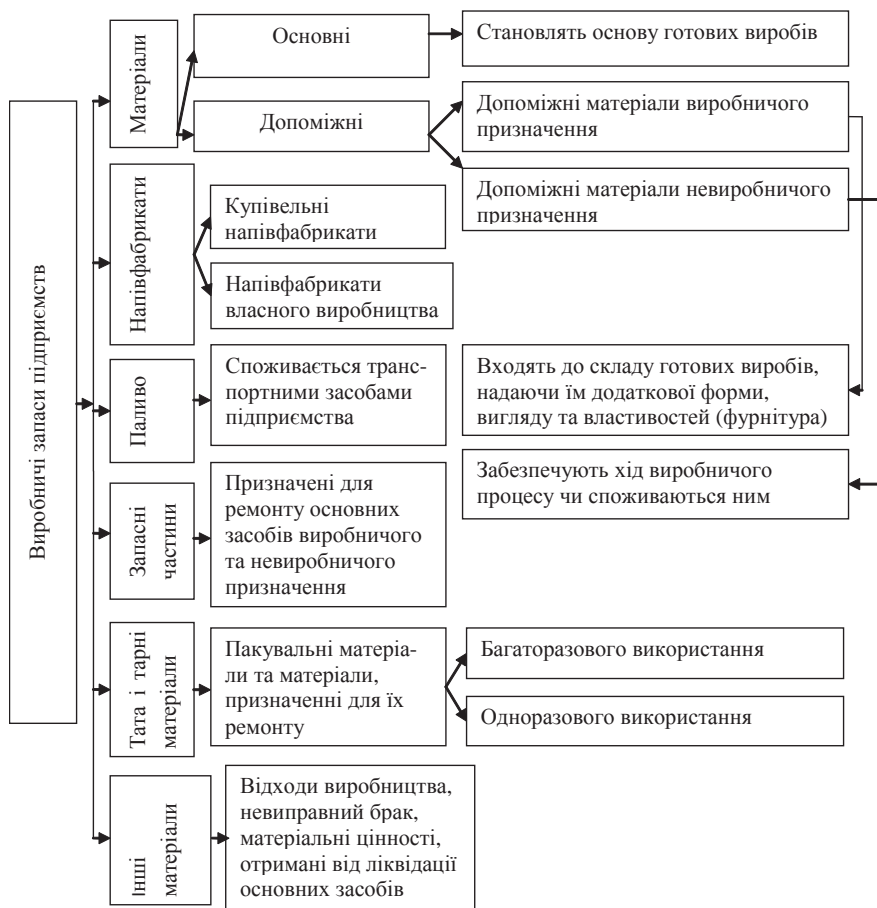 Виробничі запаси підприємств
Матеріали
Основні
Становлять основу готових виробів
Допоміжні
Допоміжні матеріали виробничого
призначення
Допоміжні матеріали невиробничого
призначення
Напівфабрикати
Купівельні
напівфабрикати
Напівфабрикати
власного виробництва
Паливо
Споживається транс-
портними засобами
підприємства
Входять до складу готових виробів,
надаючи їм додаткової форми,
вигляду та властивостей (фурнітура)
Забезпечують хід виробничого
процесу чи споживаються ним
Запасні
частини
Призначені для
ремонту основних
засобів виробничого
та невиробничого
призначення
Тата і тарні
матеріали
Пакувальні матеріа-
ли та матеріали,
призначенні для їх
ремонту
Багаторазового використання
Одноразового використання
Інші
матеріали
Відходи виробництва,
невиправний брак,
матеріальні цінності,
отримані від ліквідації
основних засобів